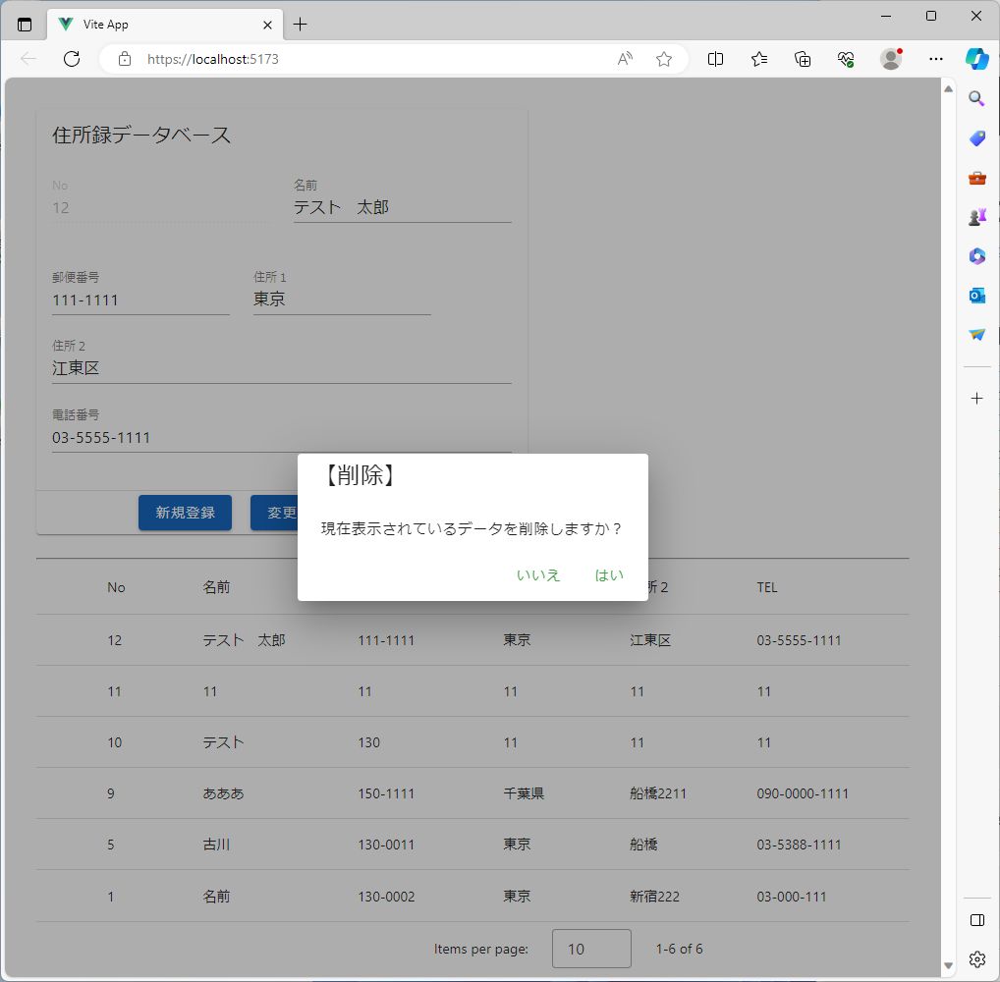 Vite App
https://localhost:5173
住所録データベース
No
12
名前
テスト　太郎
郵便番号
111-1111
住所１
東京
住所２
江東区
電話番号
03-5555-1111
新規登録
変更
【削除】
現在表示されているデータを削除しますか？
いいえ はい
No 名前 所２ TEL
12 テスト　太郎 111-1111 東京 江東区 03-5555-1111
11 11 11 11 11 11
10 テスト 130 11 11 11
9 あああ 150-1111 千葉県 船橋2211 090-0000-1111
5 古川 130-0011 東京 船橋 03-5388-1111
1 名前 130-0002 東京 新宿222 03-000-111
Items per page: 10 1-6 of 6